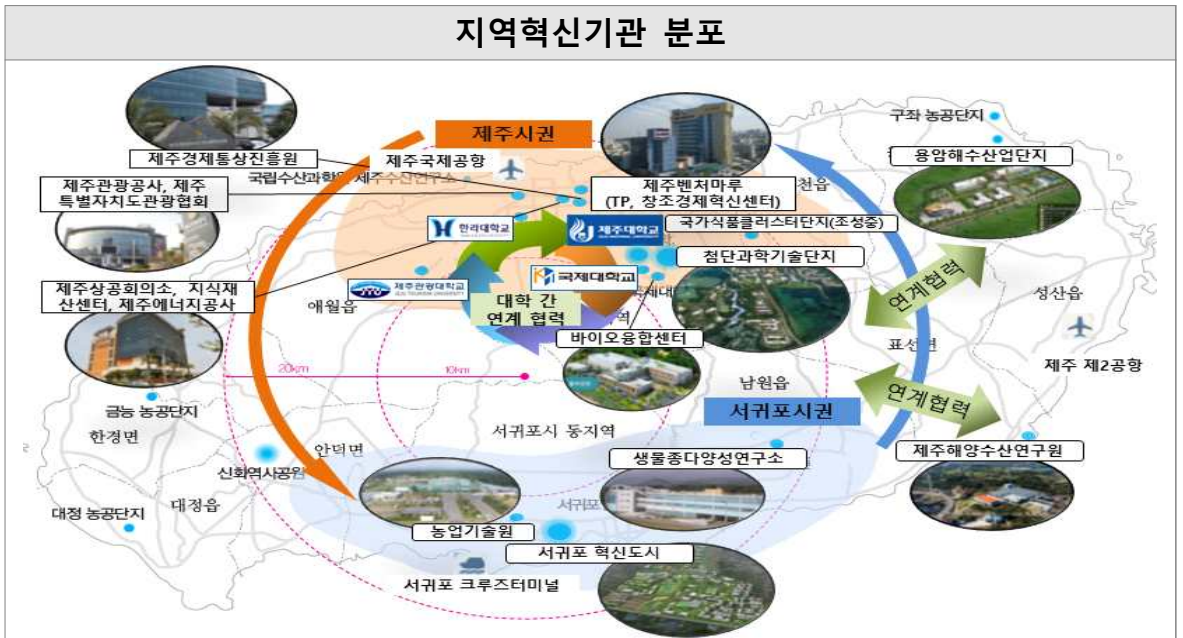 지역혁신기관 분포
제주시권
구좌 농공단지
제주경제통상진흥원
제주국제공항
용암해수산업단지
국립수산과학원 제주수산연구소
제주관광공사, 제주
특별자치도관광협회
제주벤처마루
(TP, 창조경제혁신센터)
천읍
한라대학교
제주대학교
국가식품클러스터단지(조성중)
첨단과학기술단지
제주관광대학교
JEJU TOURISM UNIVERSITY
국제대학교
국제대
제주상공회의소, 지식재
산센터, 제주에너지공사
애월읍
대학 간
연계 협력
역
연계협력
성산읍
바이오융합센터
표선면
제주 제2공항
20km
10km
남원읍
연계협력
금능 농공단지
서귀포시권
한경면
안덕면
서귀포시 동지역
제주해양수산연구원
신화역사공원
생물종다양성연구소
대정읍
서귀포
대정 농공단지
농업기술원
서귀포 혁신도시
서귀포 크루즈터미널